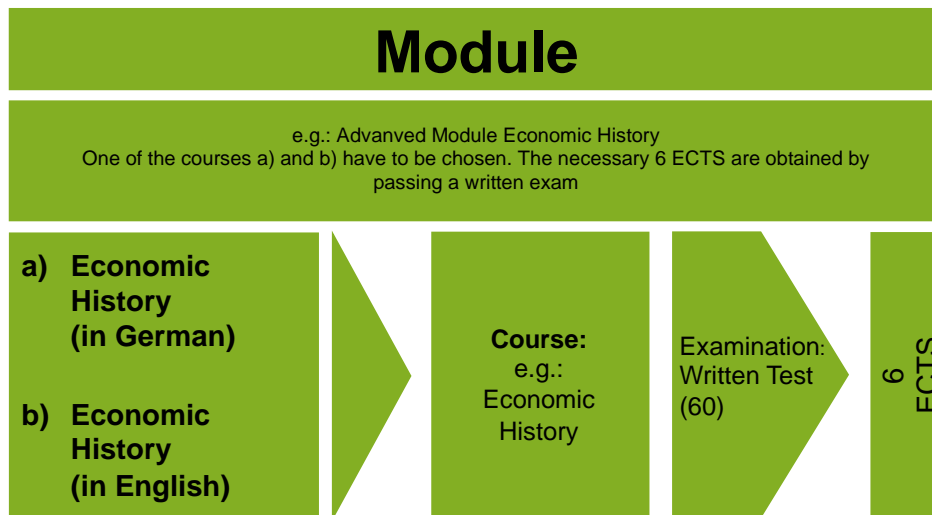 Module
e.g.: Advanved Module Economic History
One of the courses a) and b) have to be chosen. The necessary 6 ECTS are obtained by
passing a written exam
a) Economic
History
(in German)
b) Economic
History
(in English)
Course:
e.g.:
Economic
History
Examination:
Written Test
(60)
6
ECTS